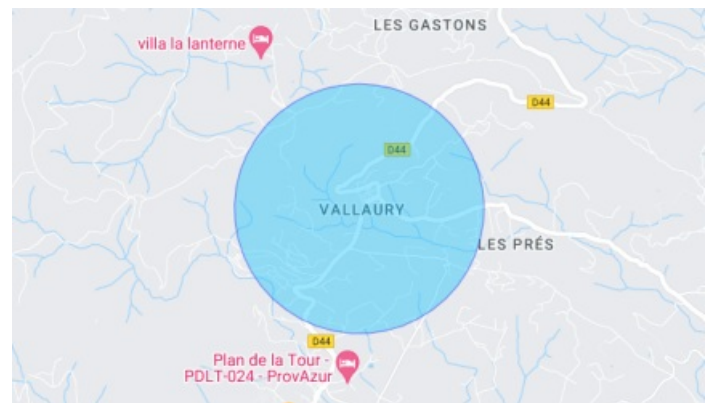 LES GASTONS
villa la lanterne
D44
D44
VALLAURY
LES PRÉS
D44
Plan de la Tour -
PDLT-024 - ProvAzur